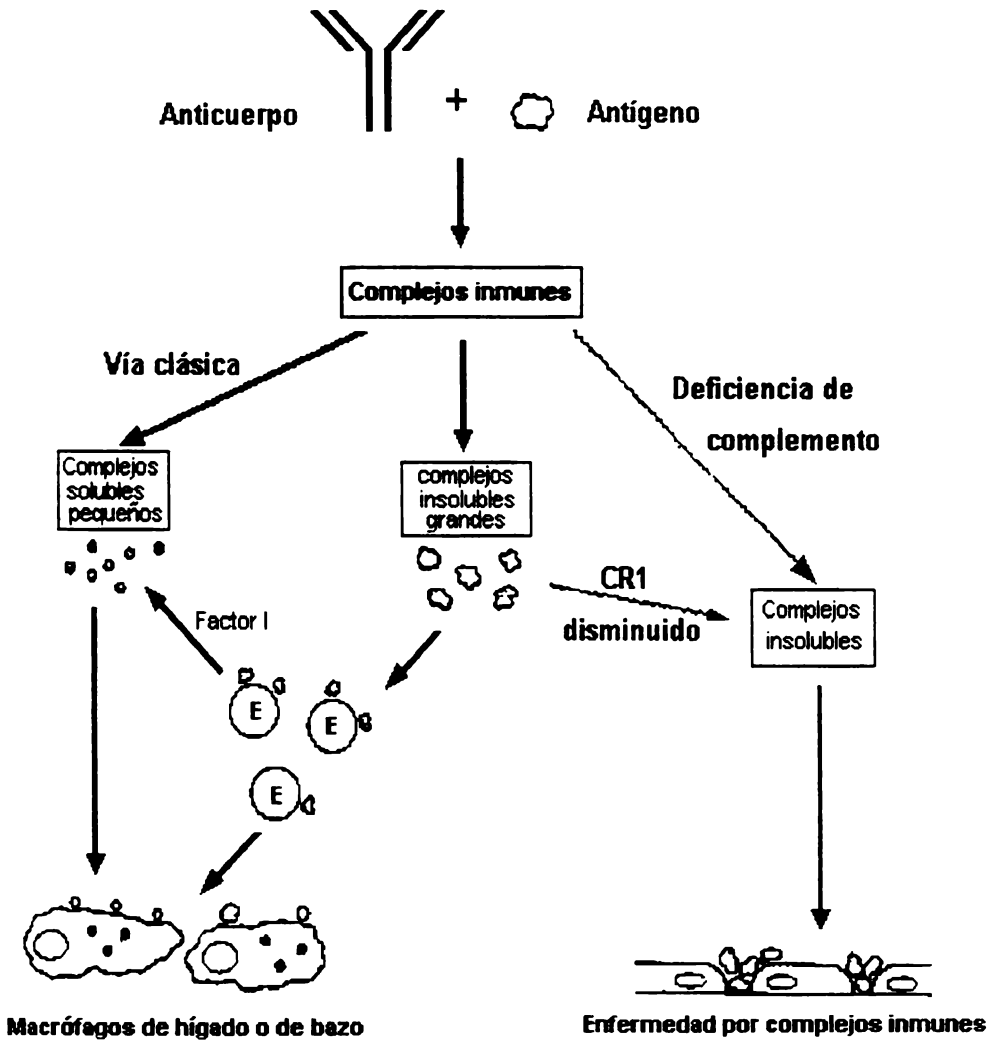 Anticuerpo
+
Antígeno
Complejos inmunes
Vía clásica
Deficiencia de
complemento
Complejos
solubles
pequeños
complejos
insolubles
grandes
CR1
disminuido
Complejos
insolubles
Factor I
E
E
E
Macrófagos de hígado o de bazo
Enfermedad por complejos inmunes